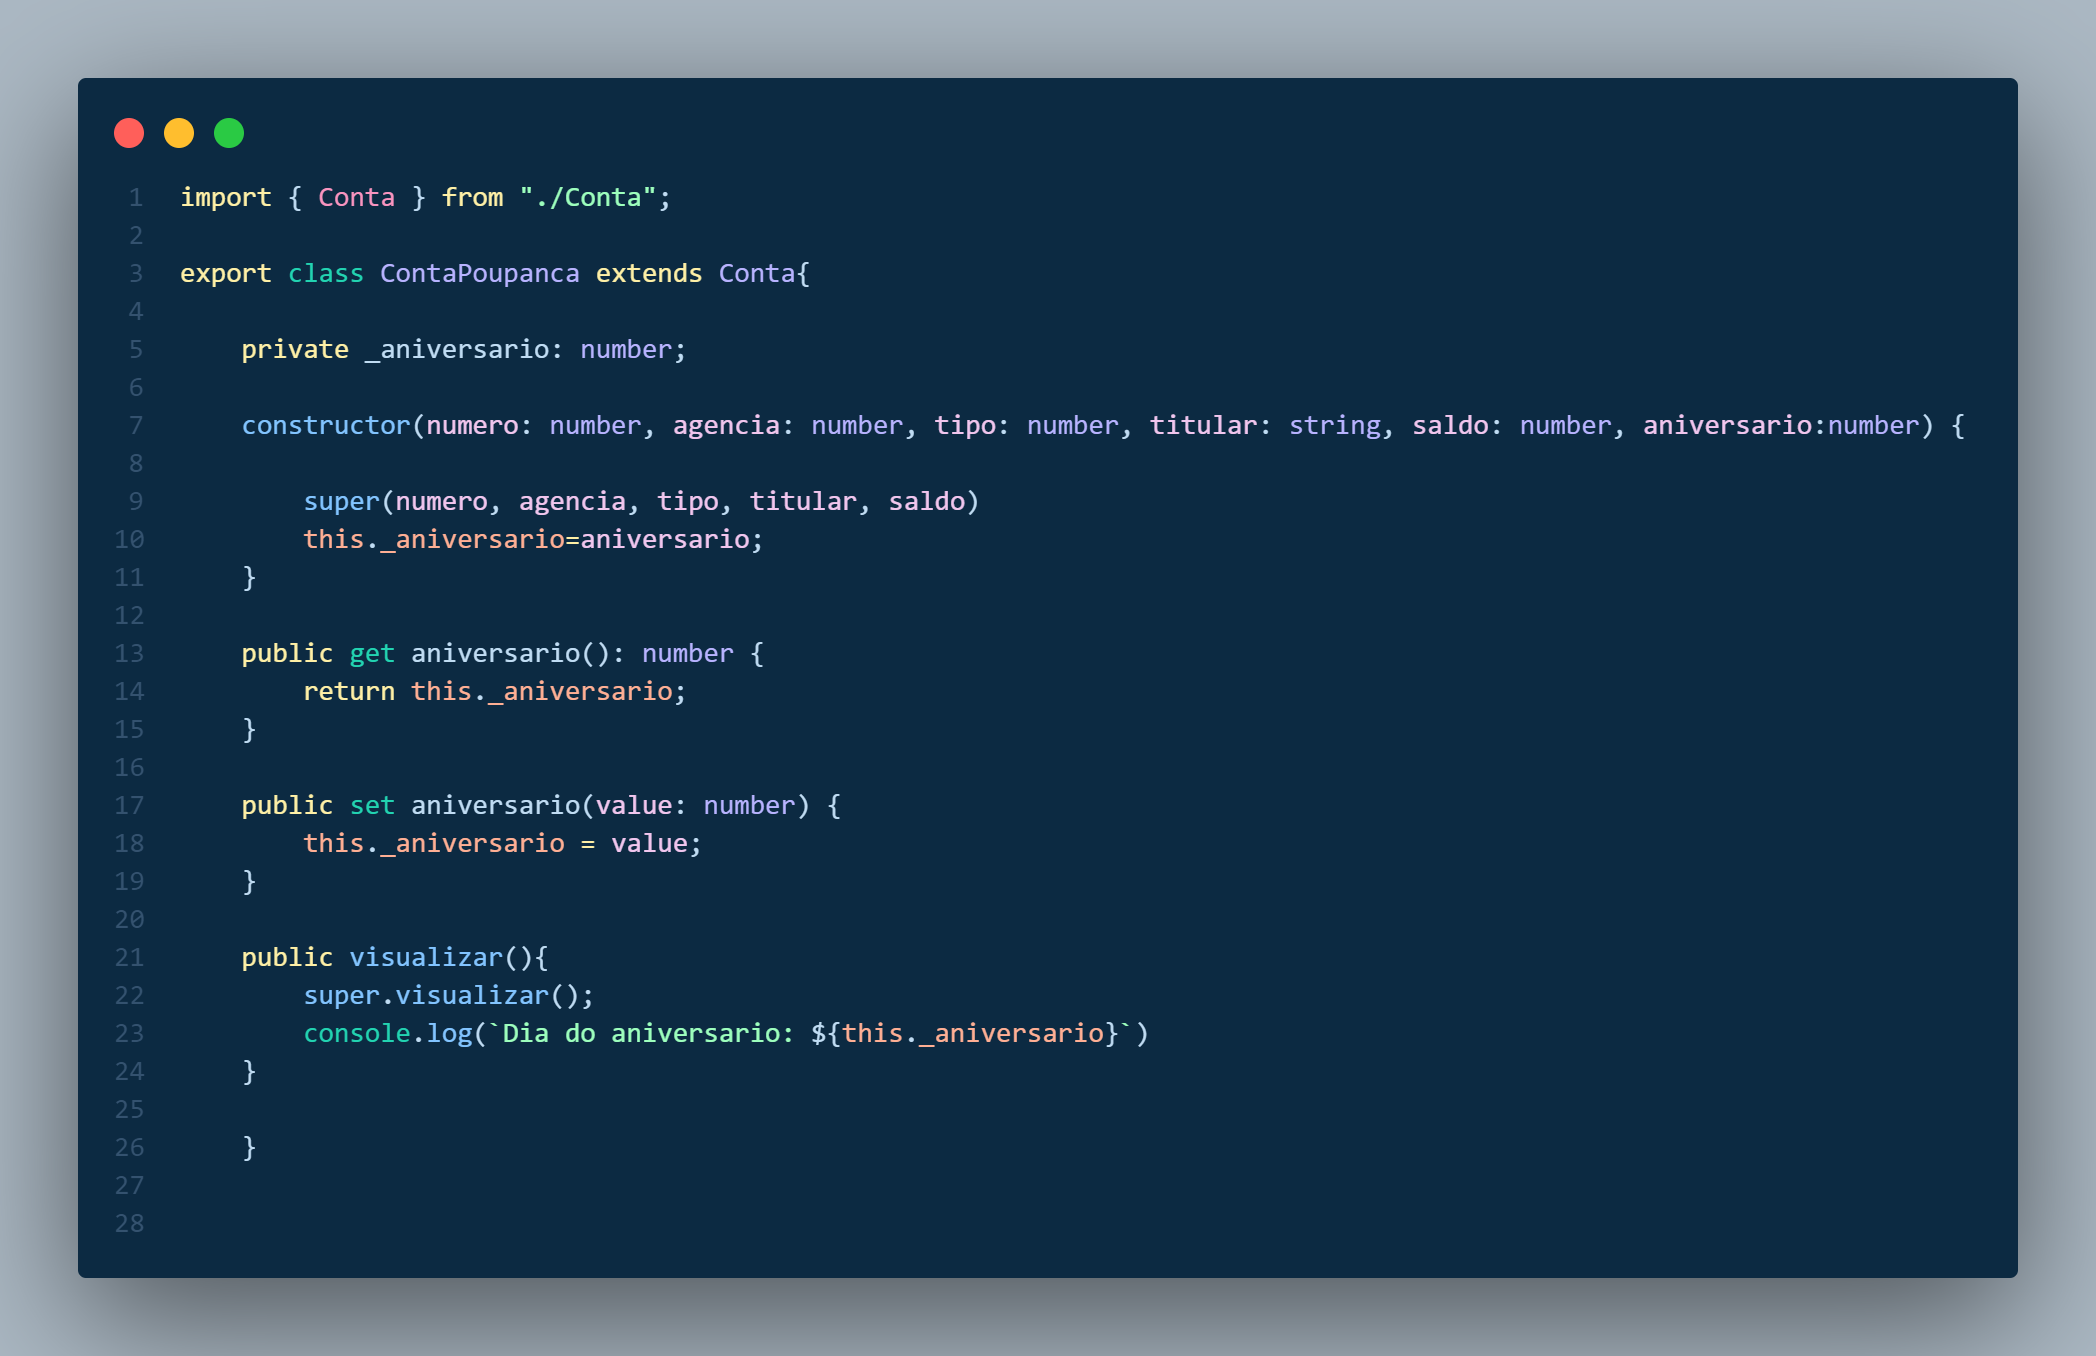 1 import { Conta } from "./Conta";
2
3 export class ContaPoupanca extends Conta{
4
5     private _aniversario: number;
6
7     constructor(numero: number, agencia: number, tipo: number, titular: string, saldo: number, aniversario:number) {
8
9         super(numero, agencia, tipo, titular, saldo)
10         this._aniversario=aniversario;
11     }
12
13     public get aniversario(): number {
14         return this._aniversario;
15     }
16
17     public set aniversario(value: number) {
18         this._aniversario = value;
19     }
20
21     public visualizar(){
22         super.visualizar();
23         console.log(`Dia do aniversario: ${this._aniversario}`)
24     }
25
26     }
27
28